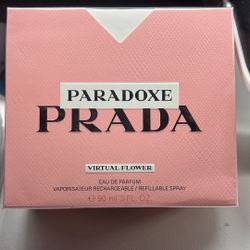 PARADOXE
PRADA
VIRTUAL FLOWER
EAU DE PARFUM
VAPORISATEUR RECHARGEABLE / REFILLABLE SPRAY
℮ 90 ml 3 FL. OZ.